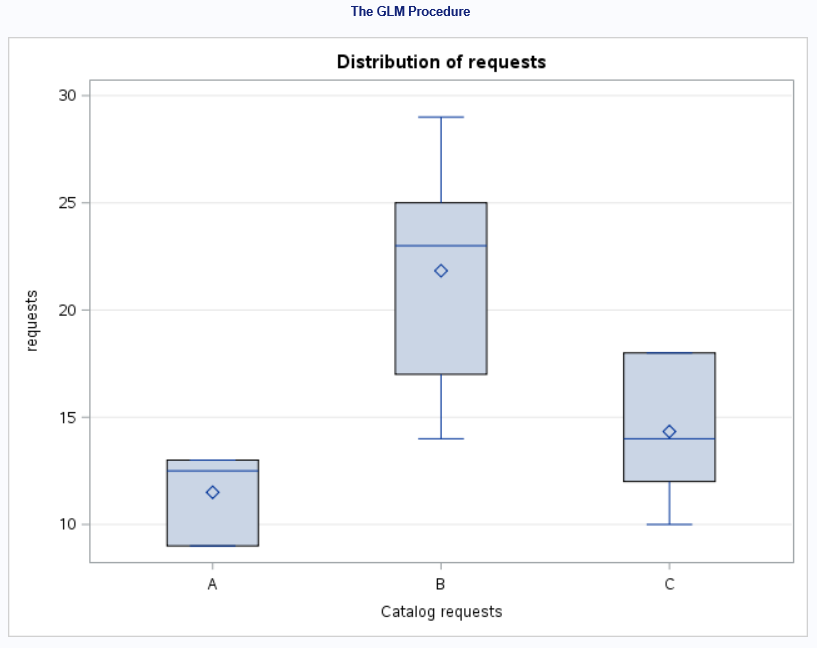 The GLM Procedure
Distribution of requests
30
25
20
15
10
requests
A B C
Catalog requests